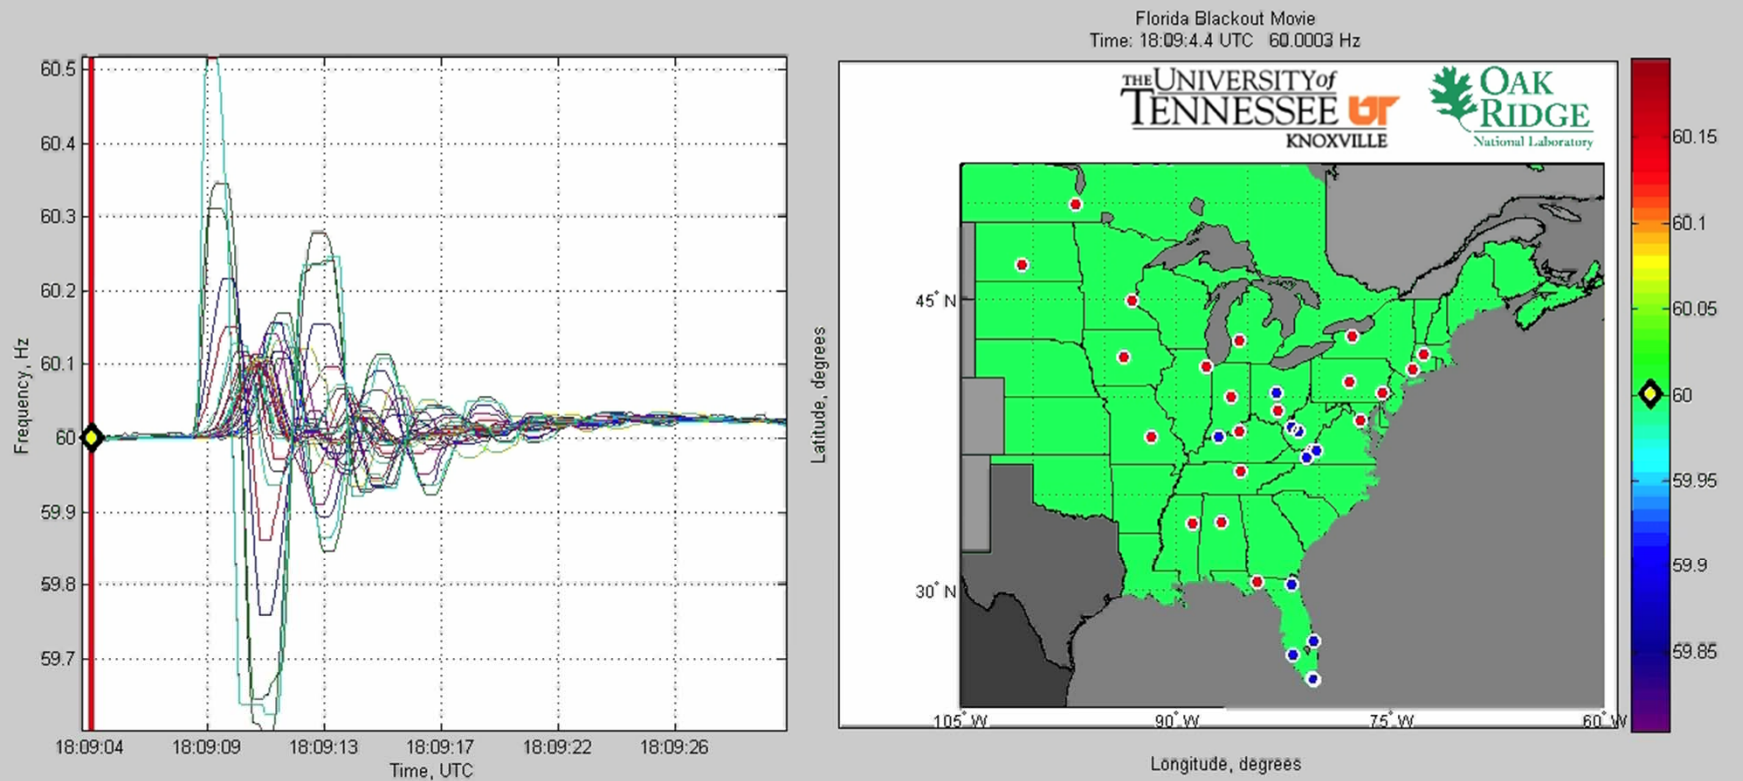 Florida Blackout Movie
Time: 18:09:4.4 UTC 60.0003 Hz
60.5
60.4
60.3
60.2
60.1
60
59.9
59.8
59.7
Frequency, Hz
18:09:04 18:09:09 18:09:13 18:09:17 18:09:22 18:09:26
Time, UTC
THE UNIVERSITY of
TENNESSEE UT
KNOXVILLE
OAK
RIDGE
National Laboratory
Latitude, degrees
45° N
30° N
105° W 90° W 75° W 60° W
Longitude, degrees
60.15
60.1
60.05
60
59.95
59.9
59.85